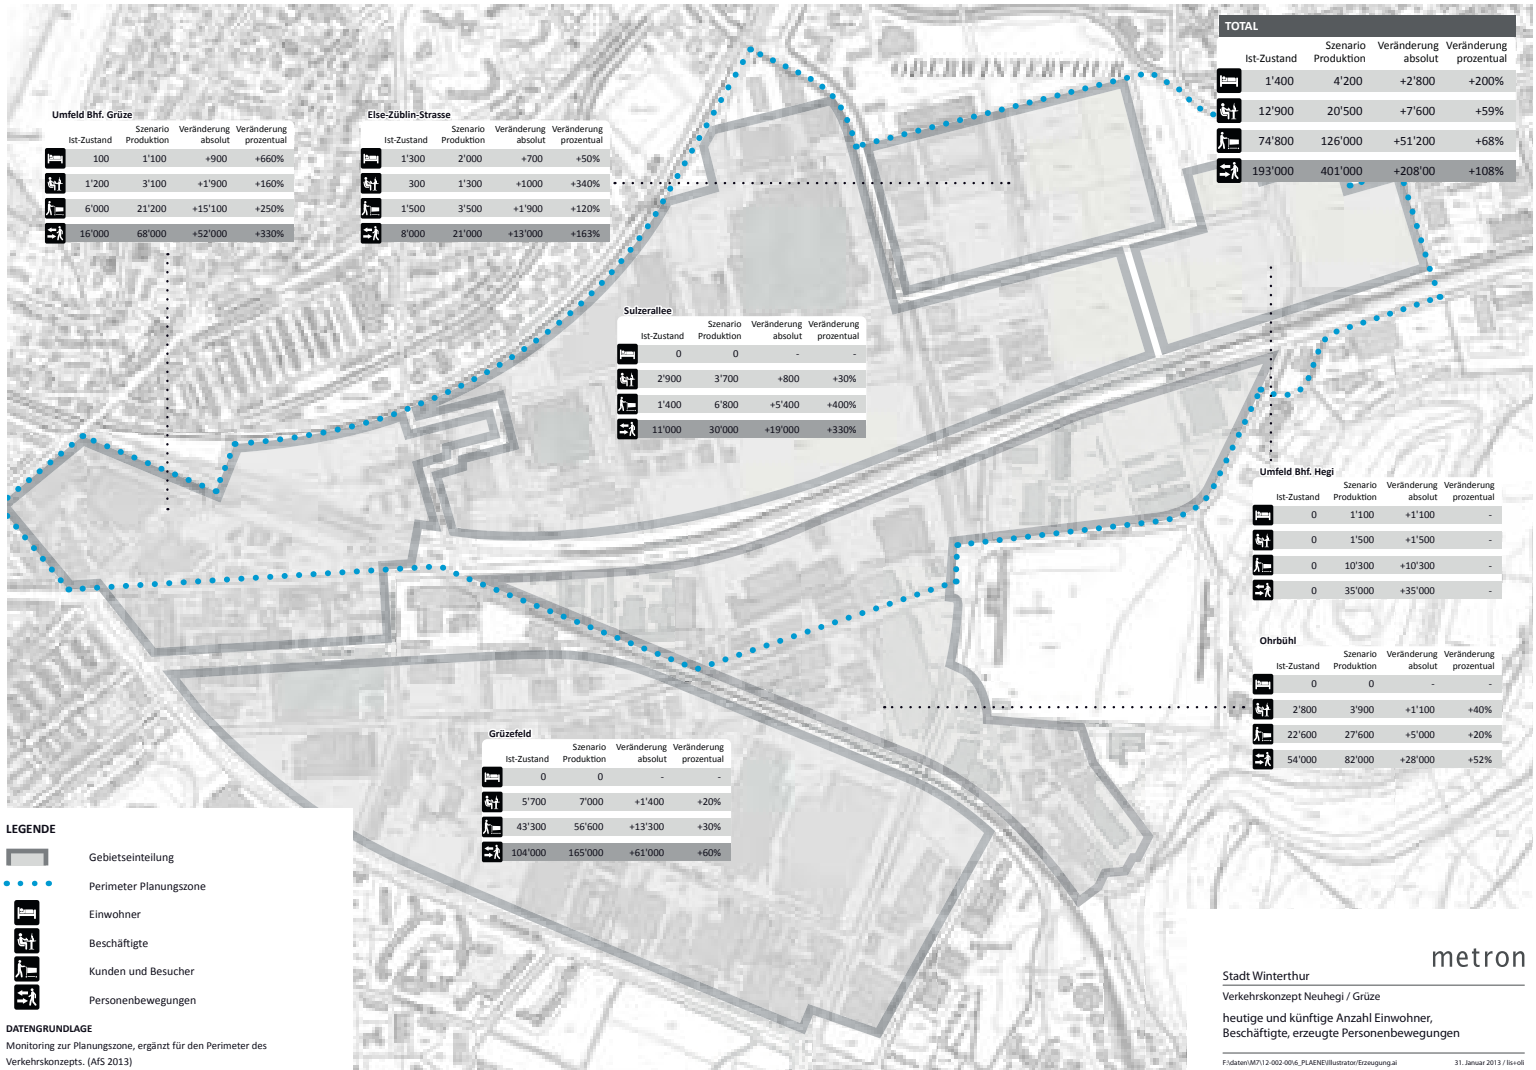 OBERWINTERTHUR
TOTAL
Ist-Zustand Szenario Produktion Veränderung absolut Veränderung prozentual
1'400 4'200 +2'800 +200%
12'900 20'500 +7'600 +59%
74'800 126'000 +51'200 +68%
193'000 401'000 +208'00 +108%
Umfeld Bhf. Grüze
Ist-Zustand Szenario Produktion Veränderung absolut Veränderung prozentual
100 1'100 +900 +660%
1'200 3'100 +1'900 +160%
6'000 21'200 +15'100 +250%
16'000 68'000 +52'000 +330%
Else-Züblin-Strasse
Ist-Zustand Szenario Produktion Veränderung absolut Veränderung prozentual
1'300 2'000 +700 +50%
300 1'300 +1000 +340%
1'500 3'500 +1'900 +120%
8'000 21'000 +13'000 +163%
Sulzerallee
Ist-Zustand Szenario Produktion Veränderung absolut Veränderung prozentual
0 0 - -
2'900 3'700 +800 +30%
1'400 6'800 +5'400 +400%
11'000 30'000 +19'000 +330%
Umfeld Bhf. Hegi
Ist-Zustand Szenario Produktion Veränderung absolut Veränderung prozentual
0 1'100 +1'100 -
0 1'500 +1'500 -
0 10'300 +10'300 -
0 35'000 +35'000 -
Ohrbühl
Ist-Zustand Szenario Produktion Veränderung absolut Veränderung prozentual
0 0 - -
2'800 3'900 +1'100 +40%
22'600 27'600 +5'000 +20%
54'000 82'000 +28'000 +52%
Grüzefeld
Ist-Zustand Szenario Produktion Veränderung absolut Veränderung prozentual
0 0 - -
5'700 7'000 +1'400 +20%
43'300 56'600 +13'300 +30%
104'000 165'000 +61'000 +60%
LEGENDE
Gebietseinteilung
Perimeter Planungszone
Einwohner
Beschäftigte
Kunden und Besucher
Personenbewegungen
DATENGRUNDLAGE
Monitoring zur Planungszone, ergänzt für den Perimeter des
Verkehrskonzepts. (AfS 2013)
metron
Stadt Winterthur
Verkehrskonzept Neuhegi / Grüze
heutige und künftige Anzahl Einwohner,
Beschäftigte, erzeugte Personenbewegungen
F:\daten\M7\12-002-00\6_PLAENE\Illustrator/Erzeugung.ai 31. Januar 2013 / lis+oli